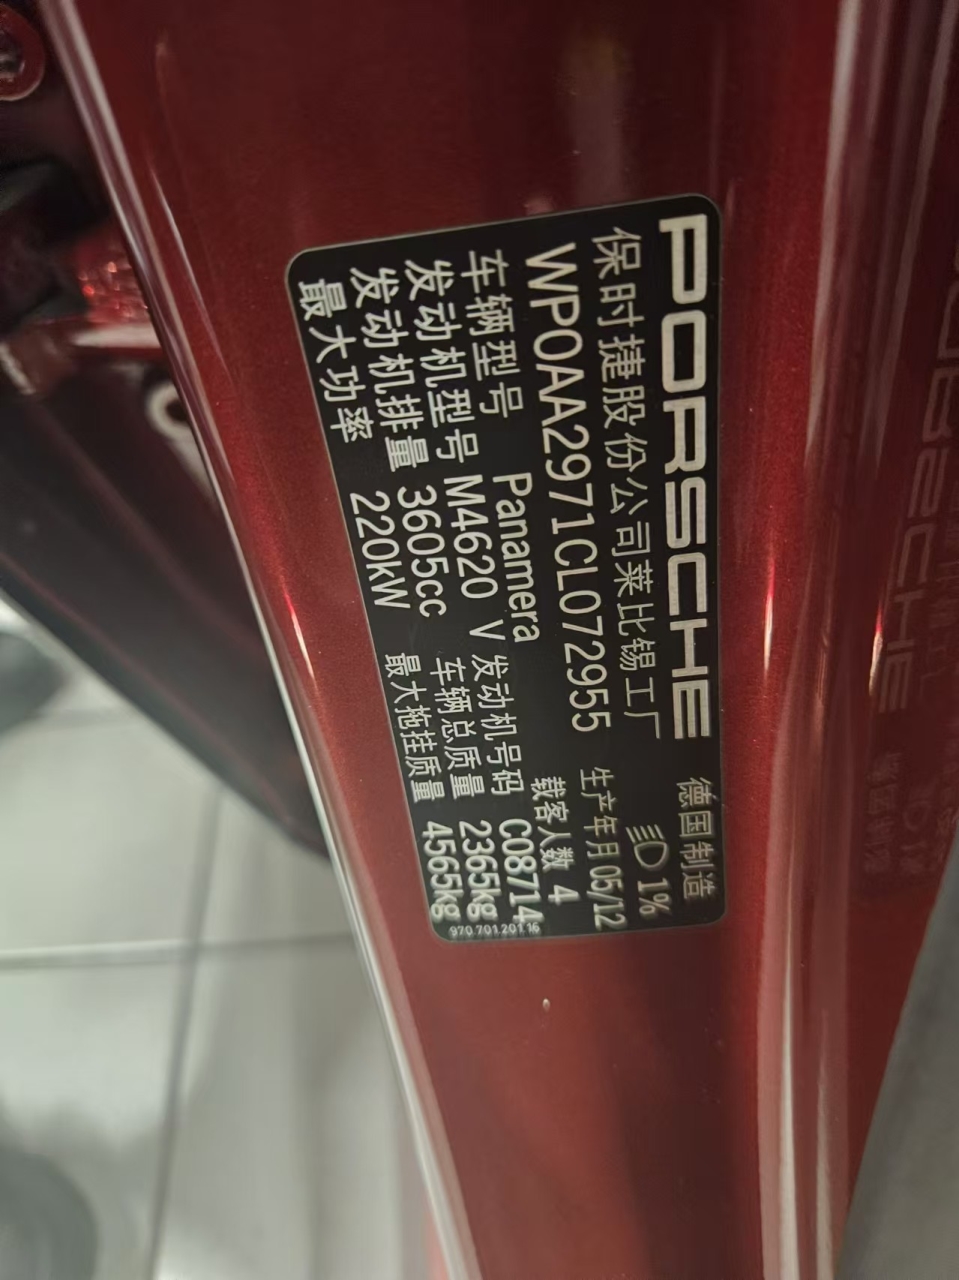 PORSCHE 德国制造
保时捷股份公司莱比锡工厂 1%
WP0AA2971CL072955 生产年月 05/12
载客人数 4
车辆型号 Panamera
发动机型号 M4620 V 发动机号码 C08714
发动机排量 3605cc 车辆总质量 2365kg
最大功率 220kW 最大拖挂质量 4565kg
970.701.201.16